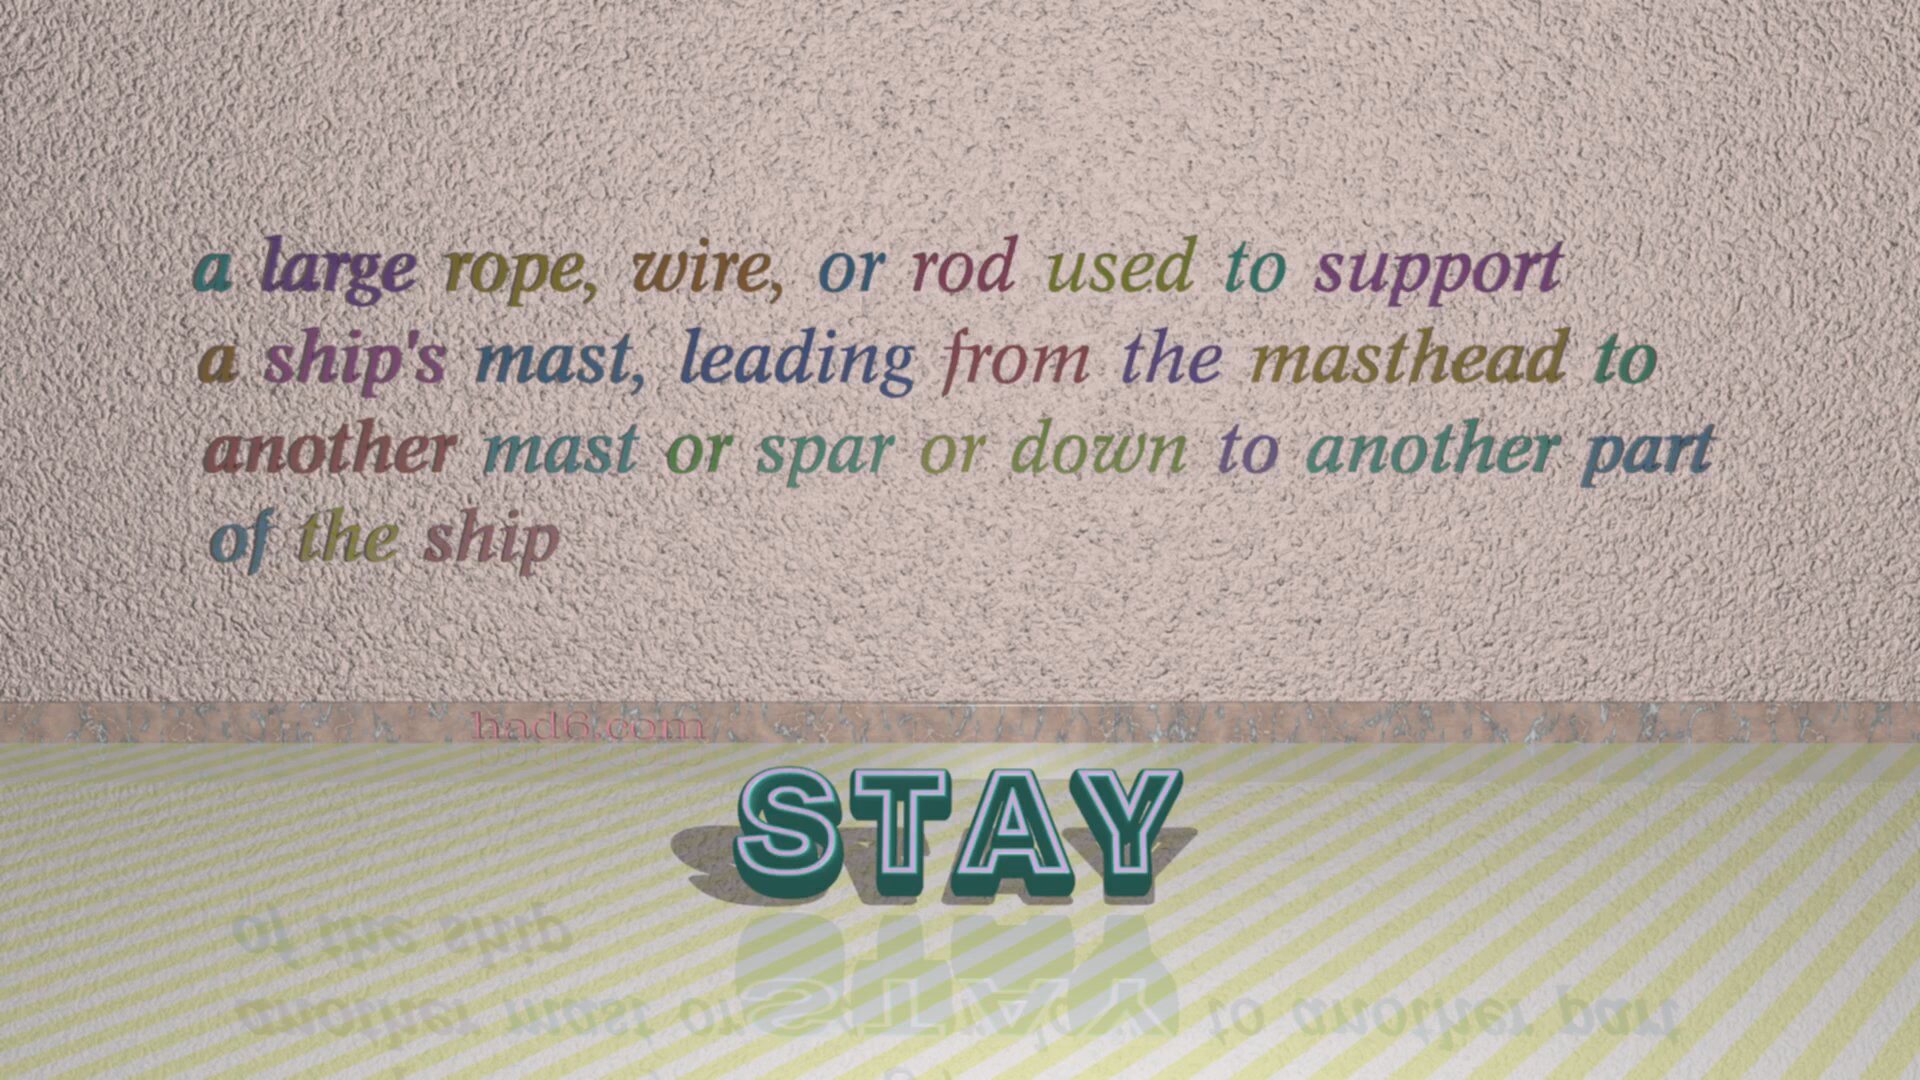 a large rope, wire, or rod used to support
a ship's mast, leading from the masthead to
another mast or spar or down to another part
of the ship
had6.com
STAY